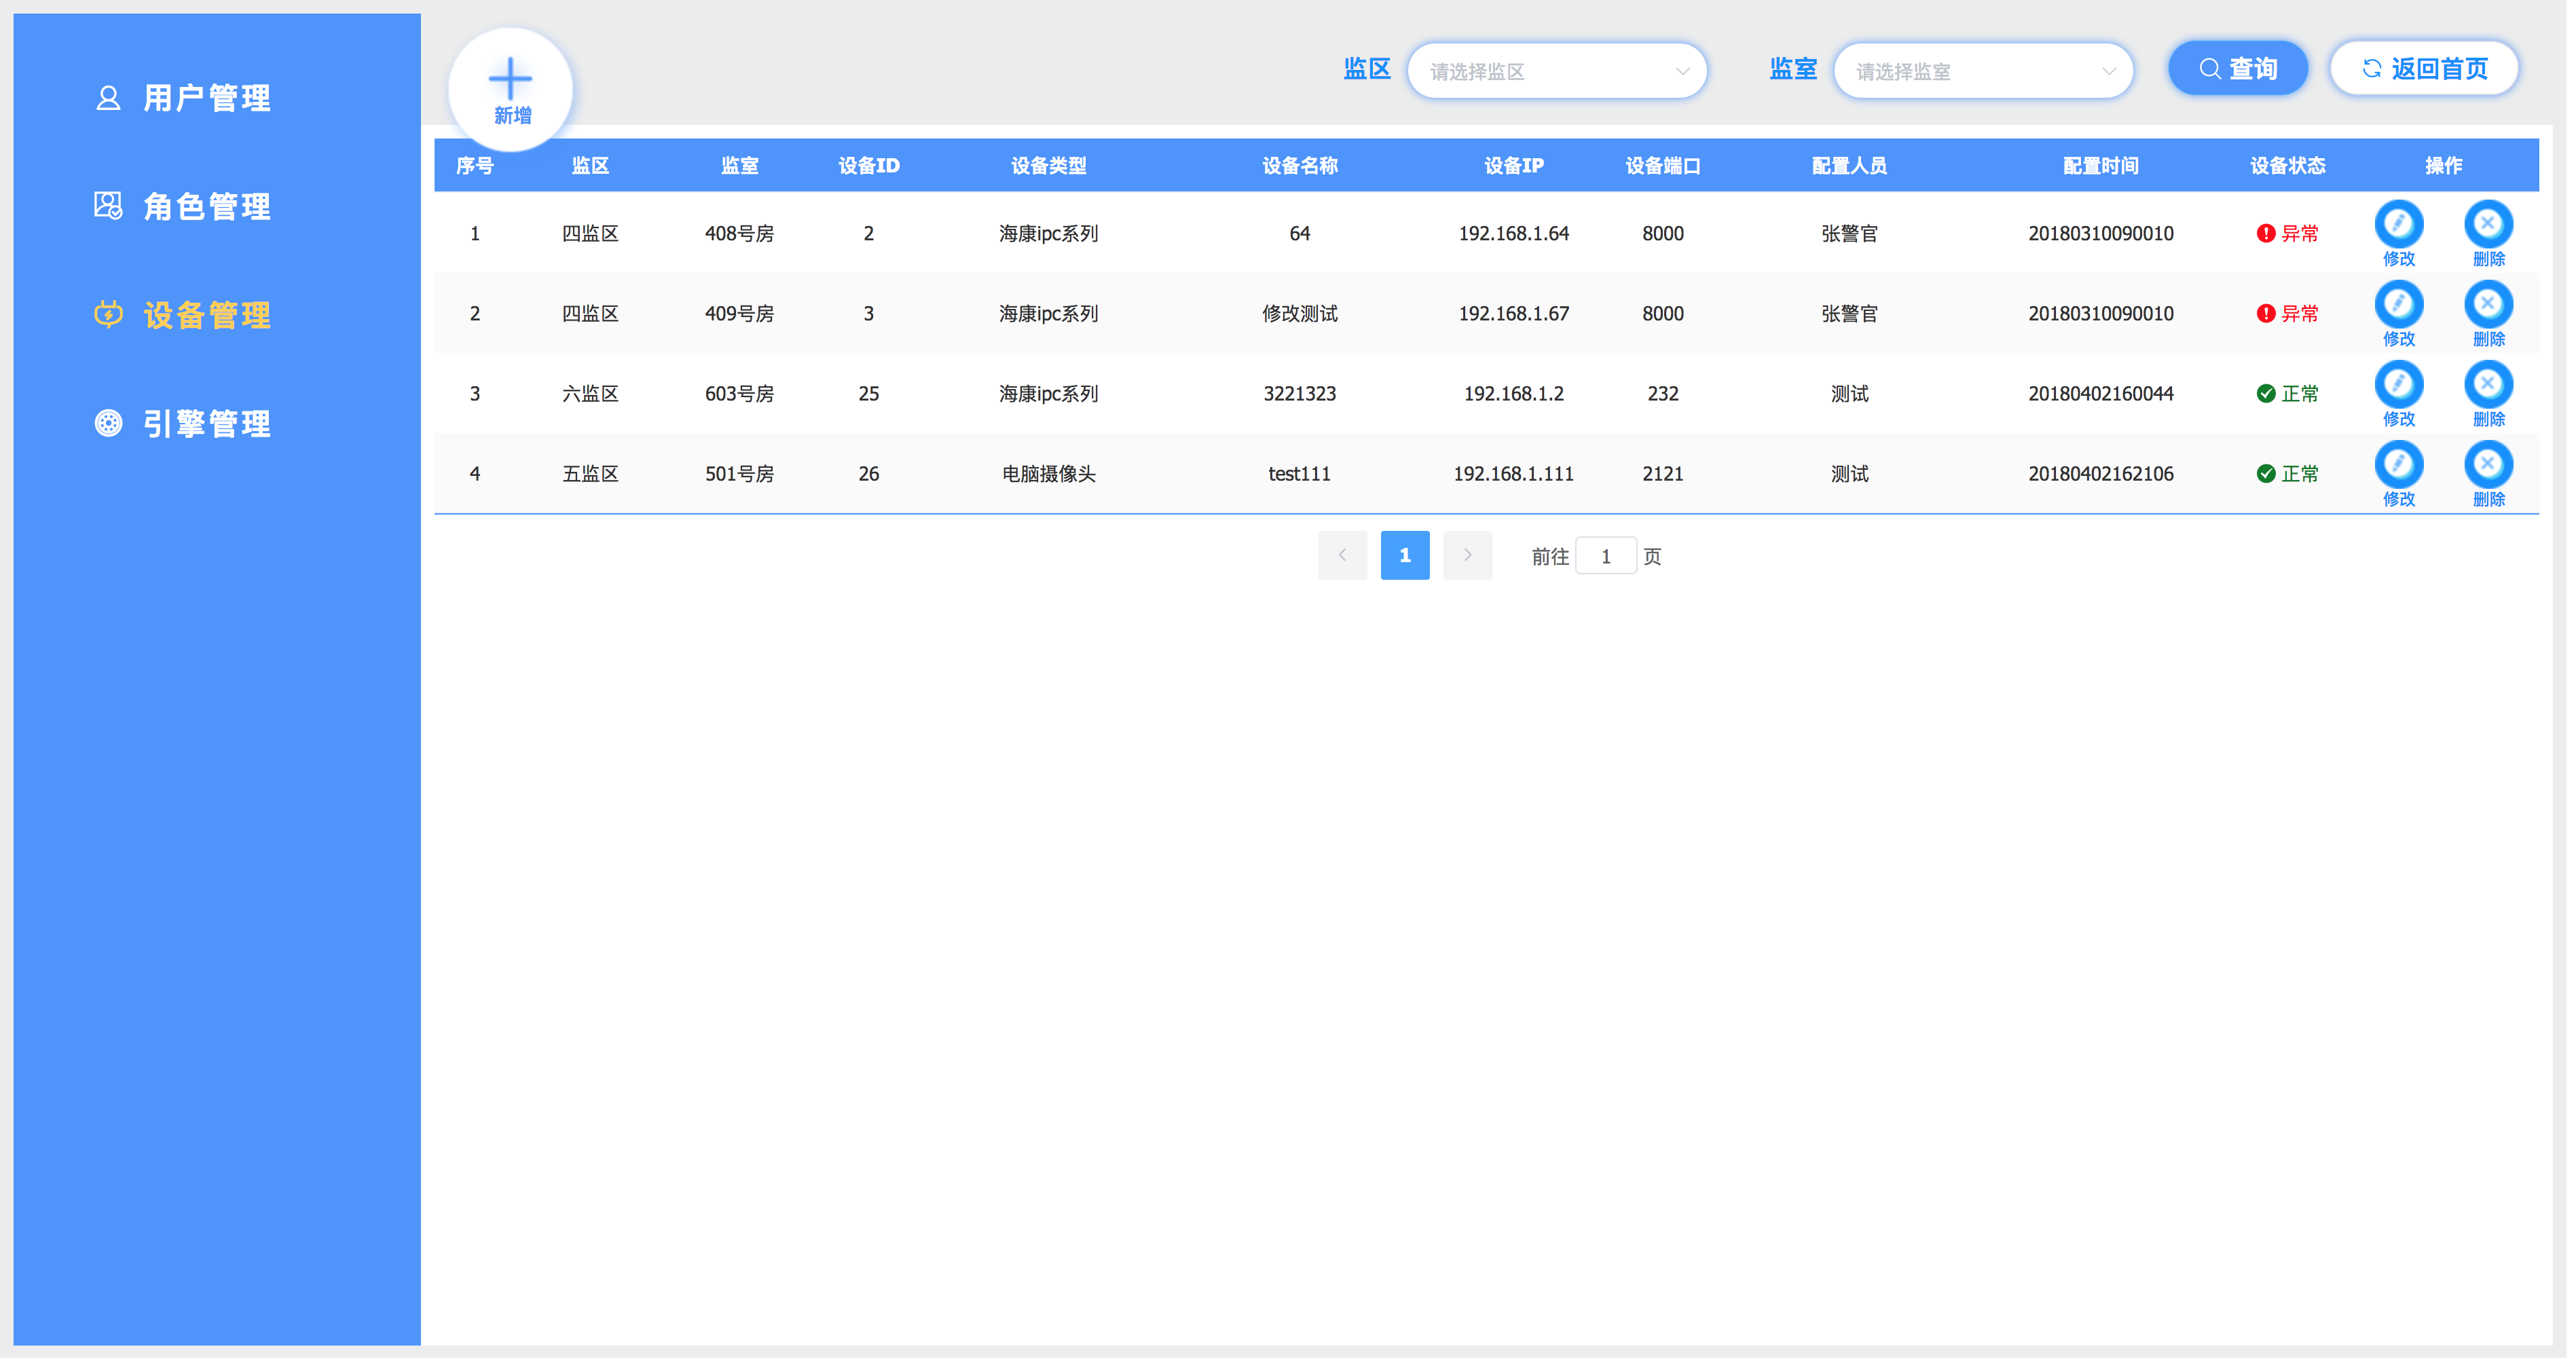 用户管理
角色管理
设备管理
引擎管理
新增
监区 请选择监区 监室 请选择监室 查询 返回首页
序号 监区 监室 设备ID 设备类型 设备名称 设备IP 设备端口 配置人员 配置时间 设备状态 操作
1 四监区 408号房 2 海康ipc系列 64 192.168.1.64 8000 张警官 20180310090010 异常 修改 删除
2 四监区 409号房 3 海康ipc系列 修改测试 192.168.1.67 8000 张警官 20180310090010 异常 修改 删除
3 六监区 603号房 25 海康ipc系列 3221323 192.168.1.2 232 测试 20180402160044 正常 修改 删除
4 五监区 501号房 26 电脑摄像头 test111 192.168.1.111 2121 测试 20180402162106 正常 修改 删除
1 前往 1 页